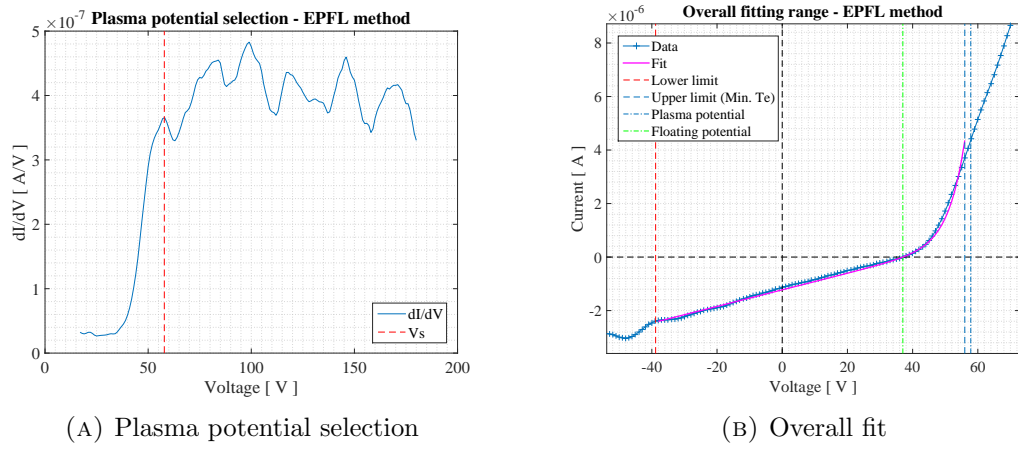 Plasma potential selection - EPFL method
×10^-7
5
4
3
2
1
0
dI/dV [ A/V ]
0 50 100 150 200
Voltage [ V ]
dI/dV
Vs
(A) Plasma potential selection
Overall fitting range - EPFL method
×10^-6
8
6
4
2
0
-2
Current [ A ]
-40 -20 0 20 40 60
Voltage [ V ]
Data
Fit
Lower limit
Upper limit (Min. Te)
Plasma potential
Floating potential
(B) Overall fit